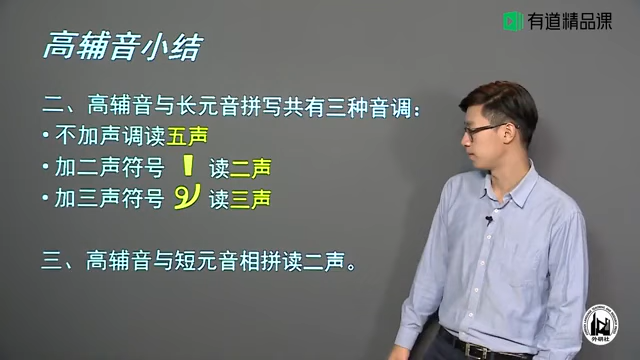 有道精品课
高辅音小结
二、高辅音与长元音拼写共有三种音调：
• 不加声调读五声
• 加二声符号 ່ 读二声
• 加三声符号 ້ 读三声
三、高辅音与短元音相拼读二声。
外研社